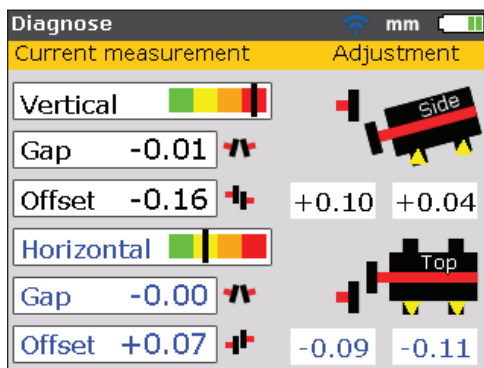 Diagnose mm
Current measurement Adjustment
Vertical Side
Gap -0.01
Offset -0.16 +0.10 +0.04
Horizontal Top
Gap -0.00
Offset +0.07 -0.09 -0.11